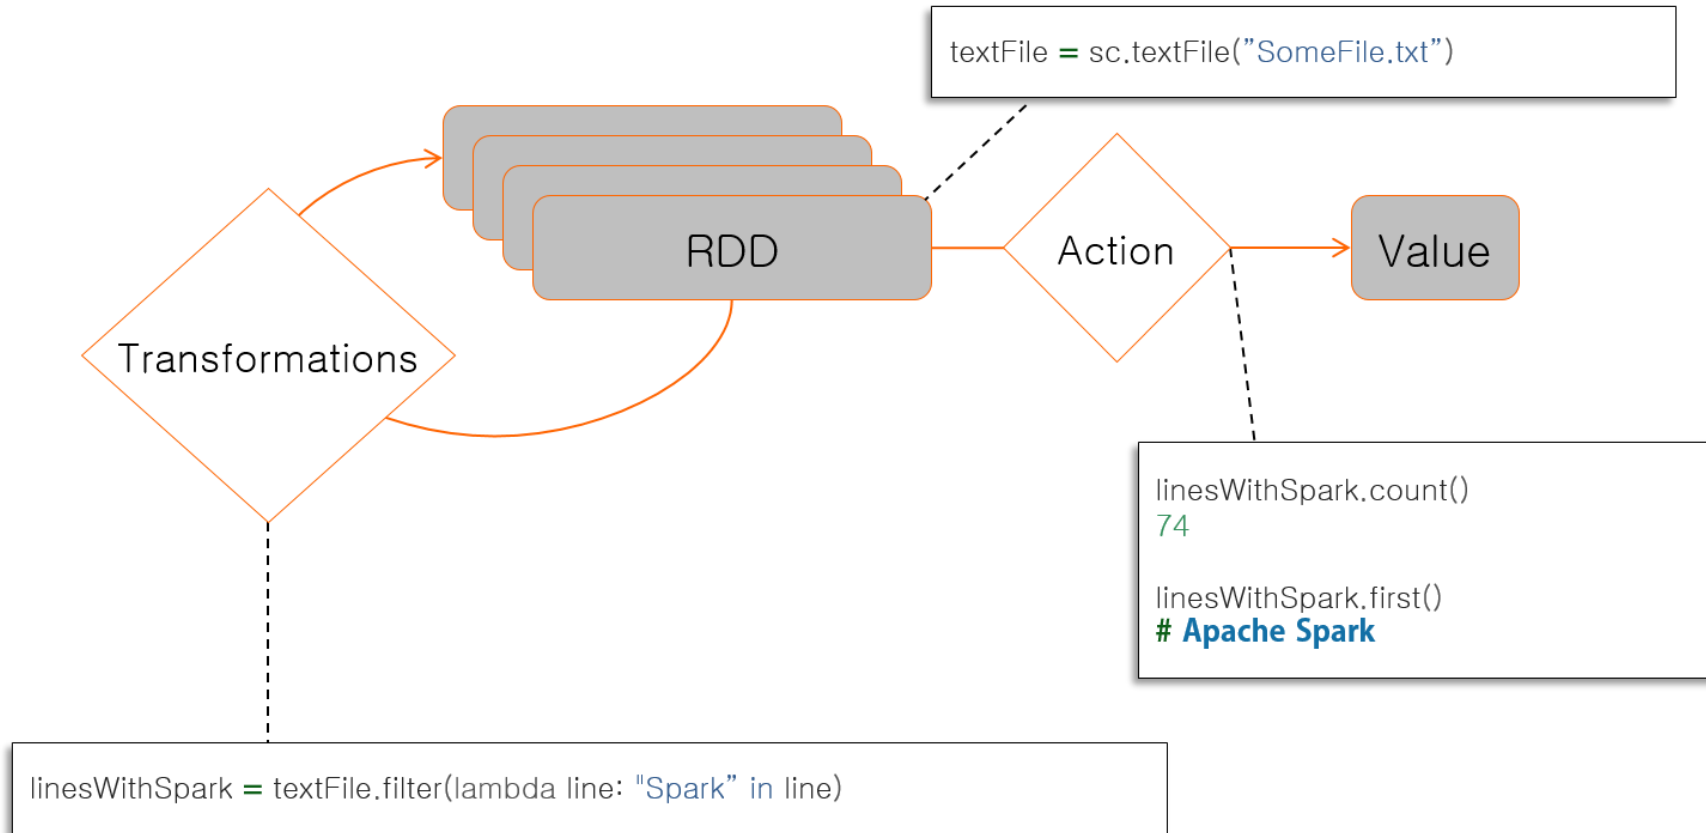 textFile = sc.textFile(”SomeFile.txt”)
RDD
Action
Value
Transformations
linesWithSpark.count()
74
linesWithSpark.first()
# Apache Spark
linesWithSpark = textFile.filter(lambda line: "Spark” in line)